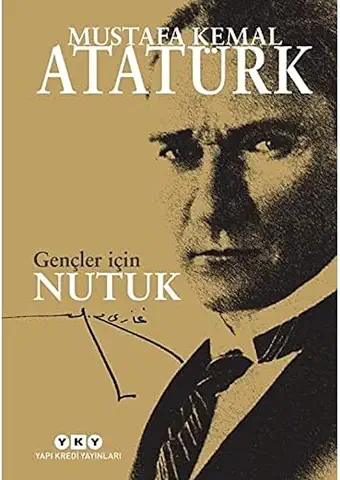 MUSTAFA KEMAL
ATATÜRK
Gençler için
NUTUK
YKY
YAPI KREDİ YAYINLARI